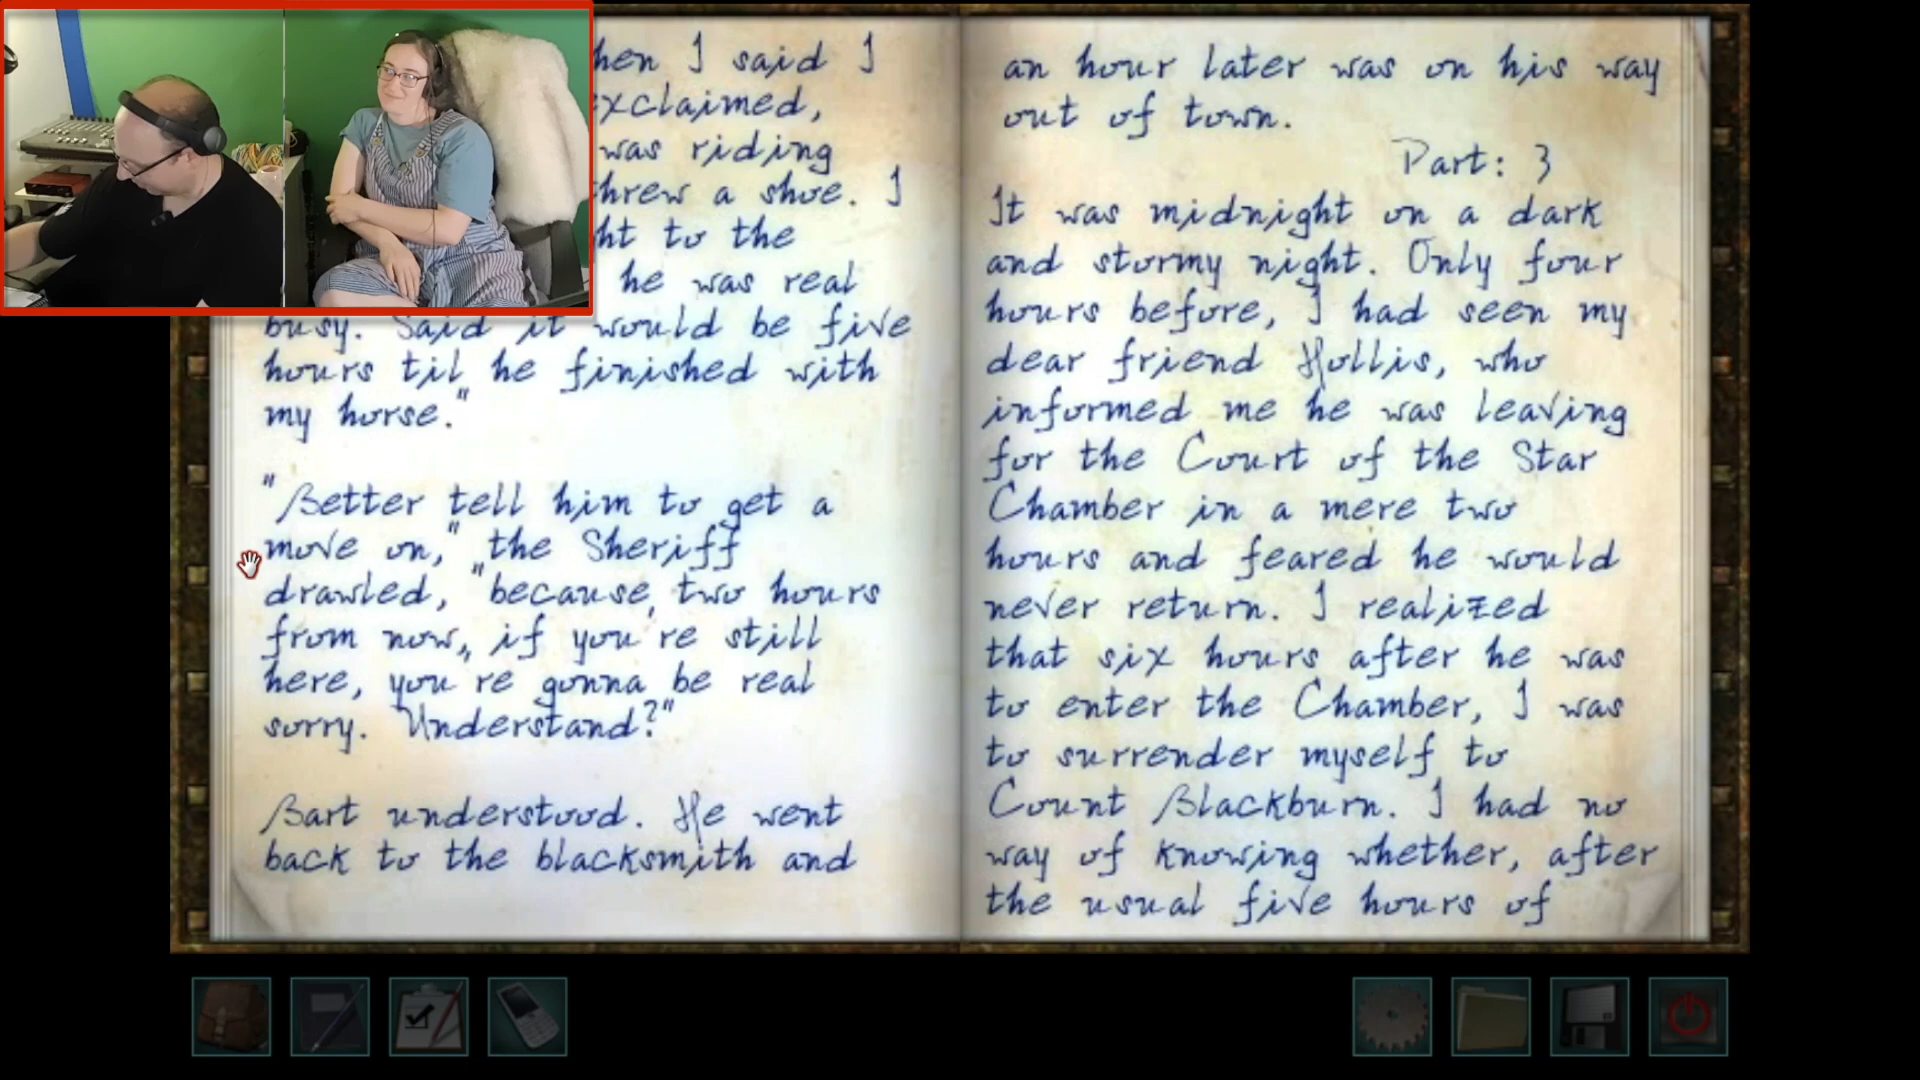 hen I said I
exclaimed,
was riding
threw a shoe. I
ht to the
he was real
busy. Said it would be five
hours til he finished with
my horse."
"Better tell him to get a
move on," the Sheriff
drawled, "because, two hours
from now, if you're still
here, you're gonna be real
sorry. Understand?"
Bart understood. He went
back to the blacksmith and
an hour later was on his way
out of town.
Part: 3
It was midnight on a dark
and stormy night. Only four
hours before, I had seen my
dear friend Hollis, who
informed me he was leaving
for the Court of the Star
Chamber in a mere two
hours and feared he would
never return. I realized
that six hours after he was
to enter the Chamber, I was
to surrender myself to
Count Blackburn. I had no
way of knowing whether, after
the usual five hours of